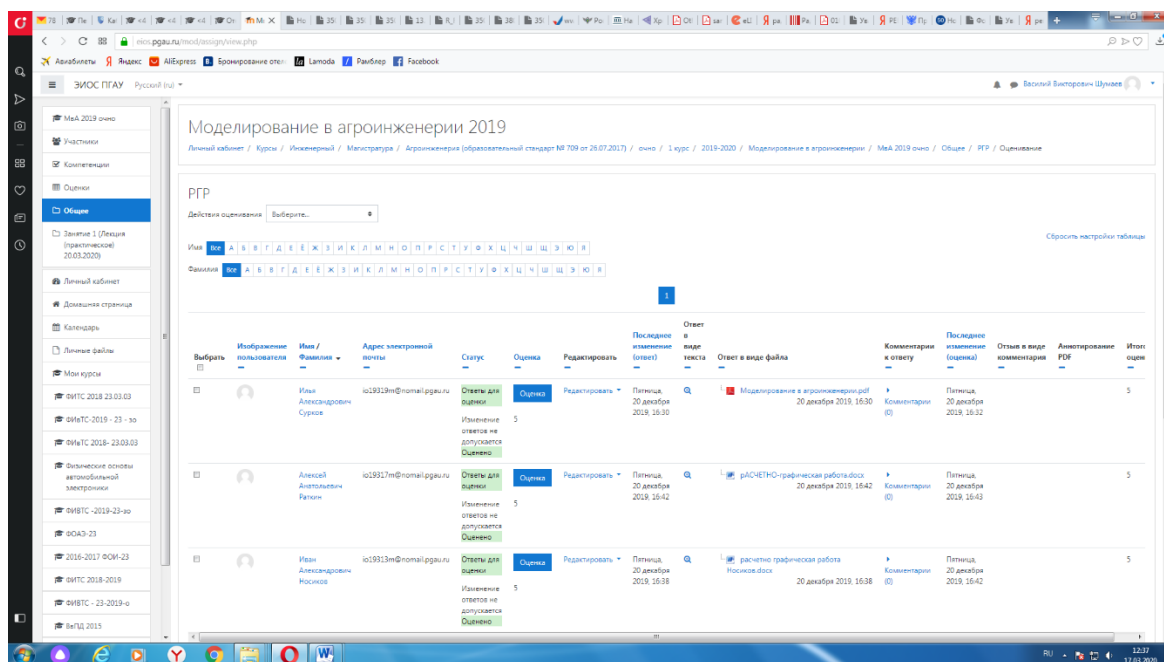 eios.pgau.ru/mod/assign/view.php
Авиабилеты Яндекс AliExpress Бронирование отел Lamoda Рамблер Facebook
ЭИОС ПГАУ Русский (ru)
Василий Викторович Шумаев
МвА 2019 очно
Участники
Компетенции
Оценки
Общее
Занятие 1 (Лекция
(практическое)
20.03.2020)
Личный кабинет
Домашняя страница
Календарь
Личные файлы
Мои курсы
ФИТС 2018 23.03.03
ФИвТС-2019 - 23 - зо
ФИвТС 2018- 23.03.03
Физические основы
автомобильной
электроники
ФИВТС -2019-23-зо
ФОАЭ-23
2016-2017 ФОИ-23
ФИТС 2018-2019
ФИВТС - 23-2019-о
ВвПД 2015
Моделирование в агроинженерии 2019
Личный кабинет / Курсы / Инженерный / Магистратура / Агроинженерия (образовательный стандарт № 709 от 26.07.2017) / очно / 1 курс / 2019-2020 / Моделирование в агроинженерии / МвА 2019 очно / Общее / РГР / Оценивание
РГР
Действия оценивания Выберите...
Сбросить настройки таблицы
Имя Все А Б В Г Д Е Ё Ж З И К Л М Н О П Р С Т У Ф Х Ц Ч Ш Щ Э Ю Я
Фамилия Все А Б В Г Д Е Ё Ж З И К Л М Н О П Р С Т У Ф Х Ц Ч Ш Щ Э Ю Я
1
Выбрать
Изображение
пользователя
Имя /
Фамилия
Адрес электронной
почты
Статус
Оценка
Редактировать
Последнее
изменение
(ответ)
Ответ
в
виде
текста
Ответ в виде файла
Комментарии
к ответу
Последнее
изменение
(оценка)
Отзыв в виде
комментария
Аннотирование
PDF
Итого
оцен
Илья
Александрович
Сурков
io19319m@nomail.pgau.ru
Ответы для
оценки
Изменение
ответов не
допускается
Оценено
Оценка
5
Редактировать
Пятница,
20 декабря
2019, 16:30
Моделирование в агроинженерии.pdf
20 декабря 2019, 16:30
Комментарии
(0)
Пятница,
20 декабря
2019, 16:32
5
Алексей
Анатольевич
Раткин
io19317m@nomail.pgau.ru
Ответы для
оценки
Изменение
ответов не
допускается
Оценено
Оценка
5
Редактировать
Пятница,
20 декабря
2019, 16:42
рАСЧЕТНО-графическая работа.docx
20 декабря 2019, 16:42
Комментарии
(0)
Пятница,
20 декабря
2019, 16:43
5
Иван
Александрович
Носиков
io19313m@nomail.pgau.ru
Ответы для
оценки
Изменение
ответов не
допускается
Оценено
Оценка
5
Редактировать
Пятница,
20 декабря
2019, 16:38
расчетно графическая работа
Носиков.docx
20 декабря 2019, 16:38
Комментарии
(0)
Пятница,
20 декабря
2019, 16:42
5
RU
12:37
17.03.2020